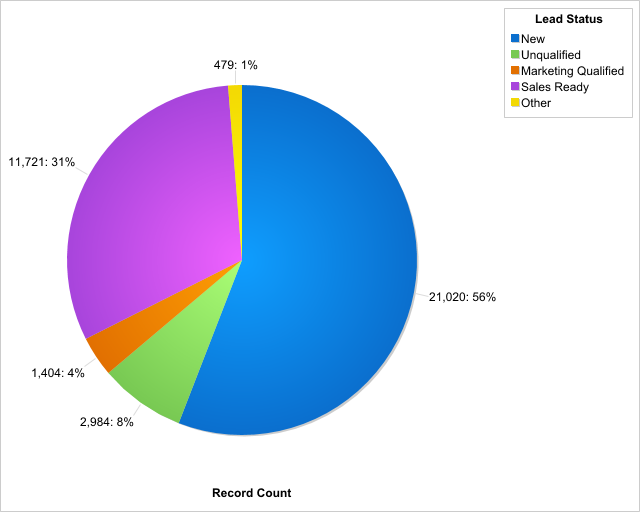 Lead Status
New
Unqualified
Marketing Qualified
Sales Ready
Other
479: 1%
11,721: 31%
21,020: 56%
1,404: 4%
2,984: 8%
Record Count